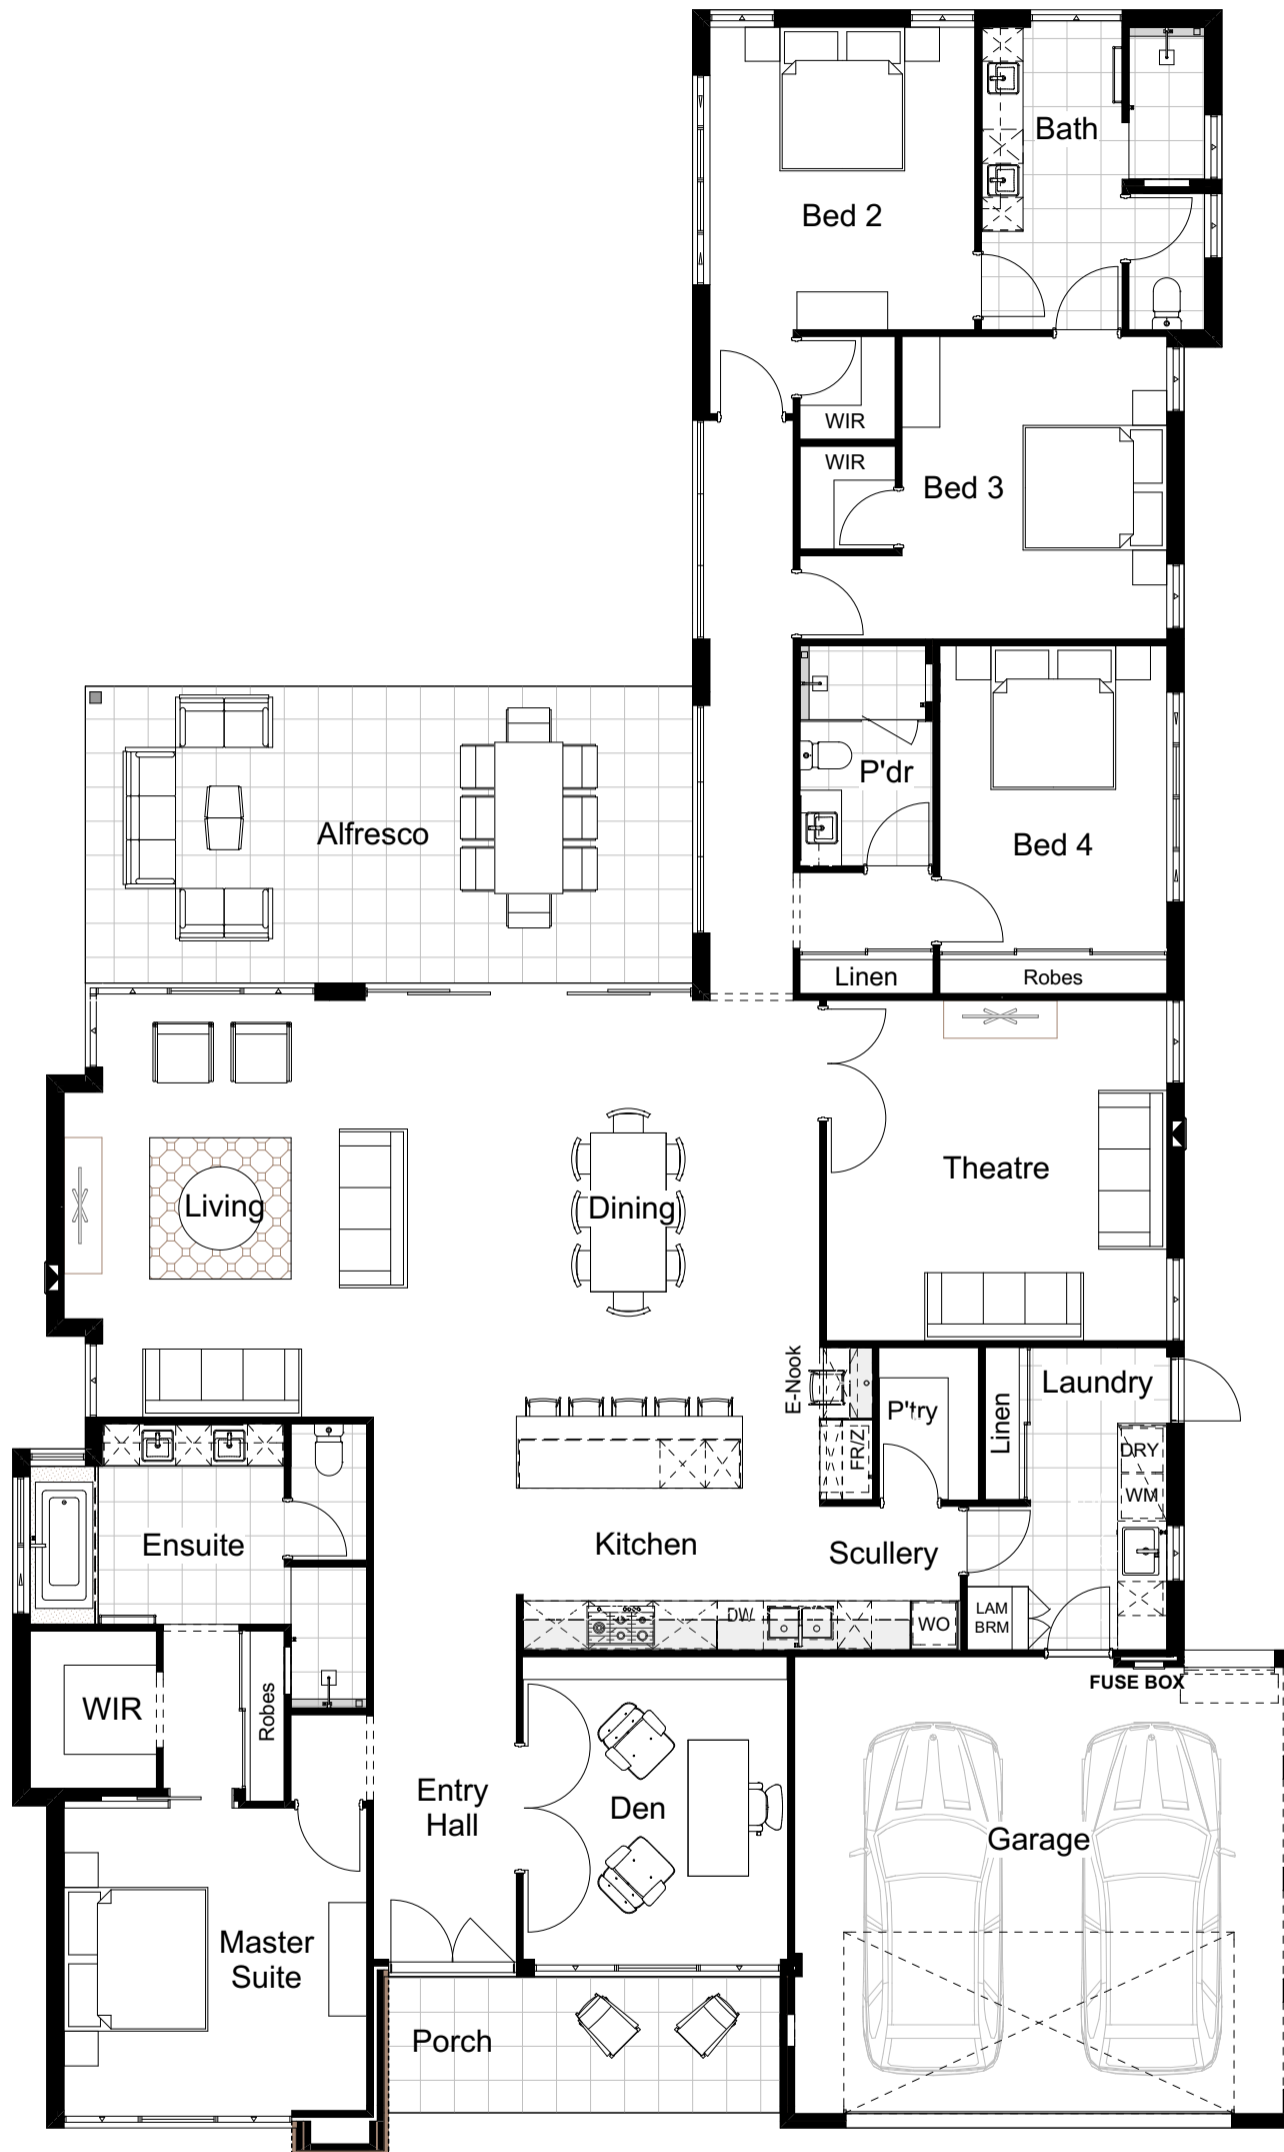 Bath
Bed 2
WIR
WIR
Bed 3
P'dr
Alfresco
Bed 4
Linen
Robes
Theatre
Living
Dining
E-Nook
Laundry
P'try
Linen
FR/Z
DRY
WM
Ensuite
Kitchen
Scullery
DW
WO
LAM
BRM
FUSE BOX
WIR
Robes
Entry
Hall
Den
Garage
Master
Suite
Porch